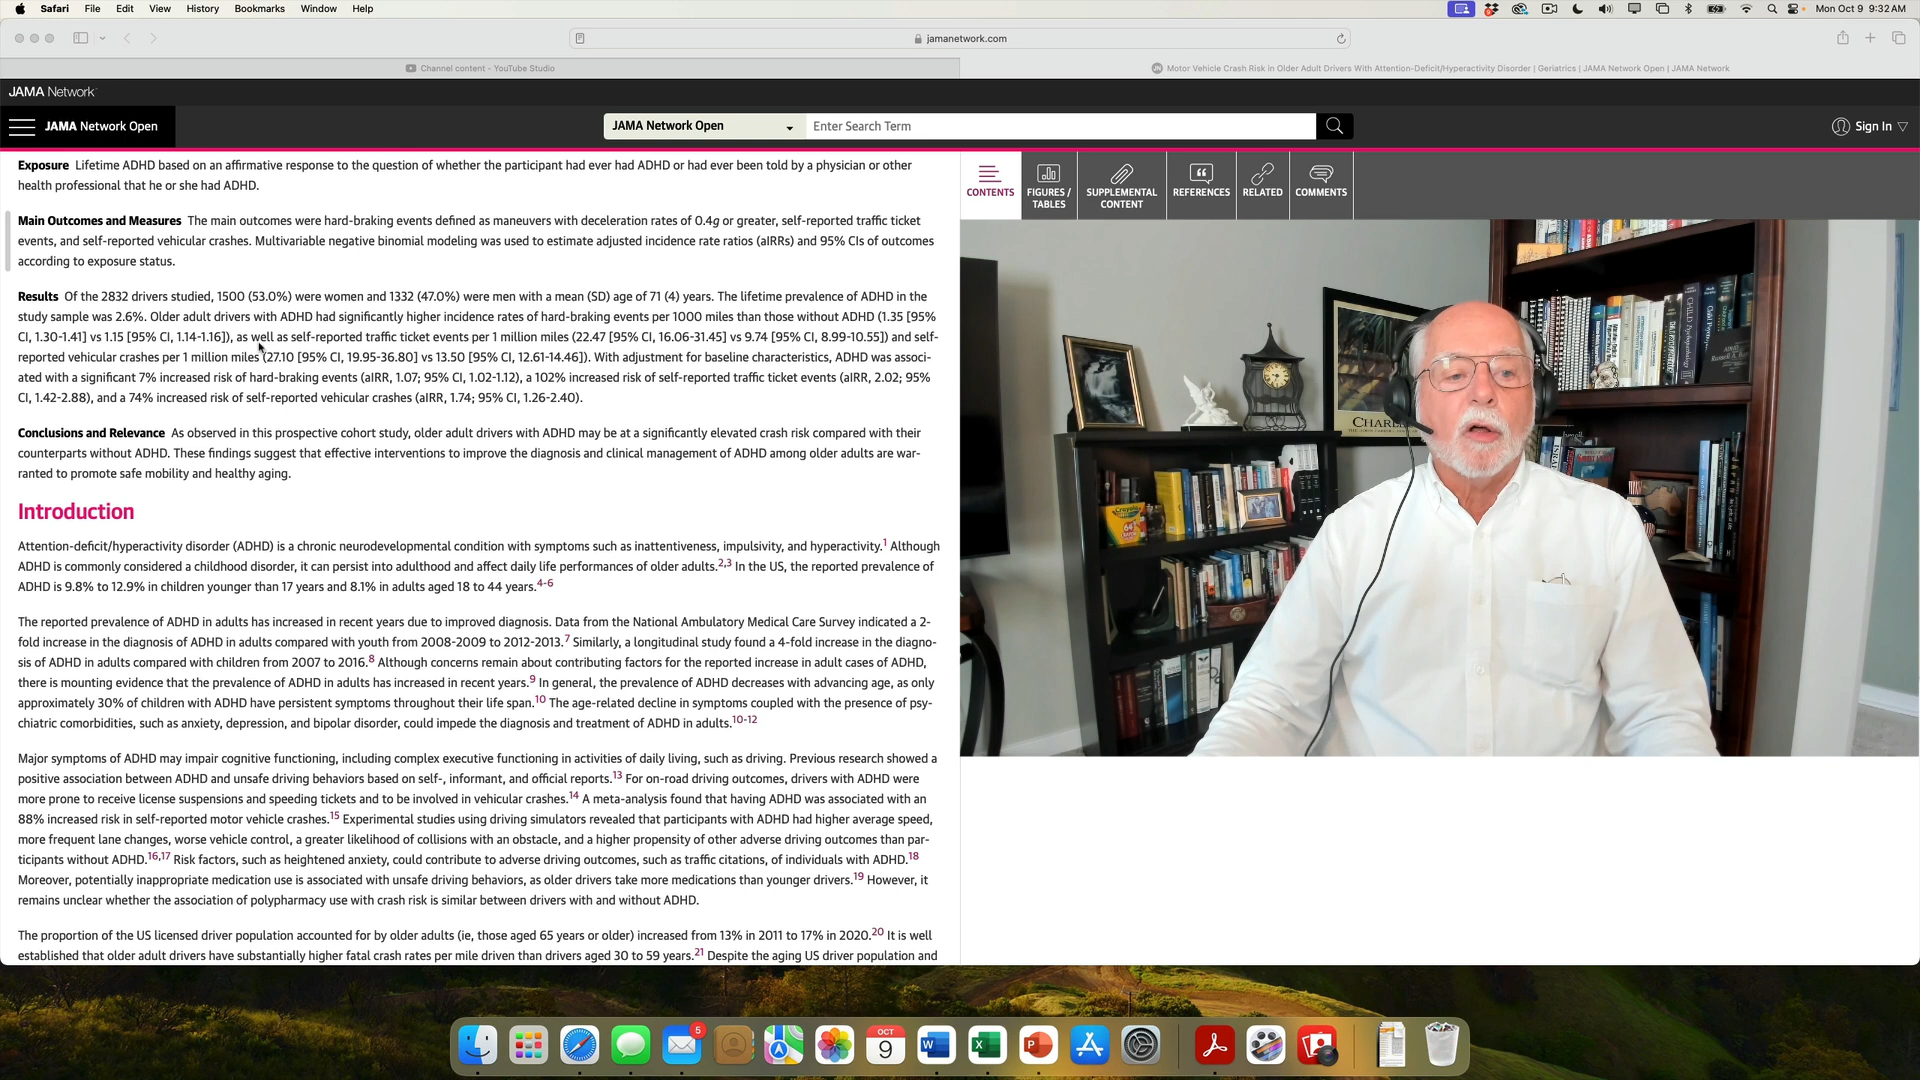 Safari File Edit View History Bookmarks Window Help
Mon Oct 9 9:32 AM
jamanetwork.com
Channel content - YouTube Studio
Motor Vehicle Crash Risk in Older Adult Drivers With Attention-Deficit/Hyperactivity Disorder | Geriatrics | JAMA Network Open | JAMA Network
JAMA Network
JAMA Network Open
JAMA Network Open
Enter Search Term
Sign In
Exposure Lifetime ADHD based on an affirmative response to the question of whether the participant had ever had ADHD or had ever been told by a physician or other
health professional that he or she had ADHD.
Main Outcomes and Measures The main outcomes were hard-braking events defined as maneuvers with deceleration rates of 0.4g or greater, self-reported traffic ticket
events, and self-reported vehicular crashes. Multivariable negative binomial modeling was used to estimate adjusted incidence rate ratios (aIRRs) and 95% CIs of outcomes
according to exposure status.
Results Of the 2832 drivers studied, 1500 (53.0%) were women and 1332 (47.0%) were men with a mean (SD) age of 71 (4) years. The lifetime prevalence of ADHD in the
study sample was 2.6%. Older adult drivers with ADHD had significantly higher incidence rates of hard-braking events per 1000 miles than those without ADHD (1.35 [95%
CI, 1.30-1.41] vs 1.15 [95% CI, 1.14-1.16]), as well as self-reported traffic ticket events per 1 million miles (22.47 [95% CI, 16.06-31.45] vs 9.74 [95% CI, 8.99-10.55]) and self-
reported vehicular crashes per 1 million miles (27.10 [95% CI, 19.95-36.80] vs 13.50 [95% CI, 12.61-14.46]). With adjustment for baseline characteristics, ADHD was associ-
ated with a significant 7% increased risk of hard-braking events (aIRR, 1.07; 95% CI, 1.02-1.12), a 102% increased risk of self-reported traffic ticket events (aIRR, 2.02; 95%
CI, 1.42-2.88), and a 74% increased risk of self-reported vehicular crashes (aIRR, 1.74; 95% CI, 1.26-2.40).
Conclusions and Relevance As observed in this prospective cohort study, older adult drivers with ADHD may be at a significantly elevated crash risk compared with their
counterparts without ADHD. These findings suggest that effective interventions to improve the diagnosis and clinical management of ADHD among older adults are war-
ranted to promote safe mobility and healthy aging.
Introduction
Attention-deficit/hyperactivity disorder (ADHD) is a chronic neurodevelopmental condition with symptoms such as inattentiveness, impulsivity, and hyperactivity.1 Although
ADHD is commonly considered a childhood disorder, it can persist into adulthood and affect daily life performances of older adults.2,3 In the US, the reported prevalence of
ADHD is 9.8% to 12.9% in children younger than 17 years and 8.1% in adults aged 18 to 44 years.4-6
The reported prevalence of ADHD in adults has increased in recent years due to improved diagnosis. Data from the National Ambulatory Medical Care Survey indicated a 2-
fold increase in the diagnosis of ADHD in adults compared with youth from 2008-2009 to 2012-2013.7 Similarly, a longitudinal study found a 4-fold increase in the diagno-
sis of ADHD in adults compared with children from 2007 to 2016.8 Although concerns remain about contributing factors for the reported increase in adult cases of ADHD,
there is mounting evidence that the prevalence of ADHD in adults has increased in recent years.9 In general, the prevalence of ADHD decreases with advancing age, as only
approximately 30% of children with ADHD have persistent symptoms throughout their life span.10 The age-related decline in symptoms coupled with the presence of psy-
chiatric comorbidities, such as anxiety, depression, and bipolar disorder, could impede the diagnosis and treatment of ADHD in adults.10-12
Major symptoms of ADHD may impair cognitive functioning, including complex executive functioning in activities of daily living, such as driving. Previous research showed a
positive association between ADHD and unsafe driving behaviors based on self-, informant, and official reports.13 For on-road driving outcomes, drivers with ADHD were
more prone to receive license suspensions and speeding tickets and to be involved in vehicular crashes.14 A meta-analysis found that having ADHD was associated with an
88% increased risk in self-reported motor vehicle crashes.15 Experimental studies using driving simulators revealed that participants with ADHD had higher average speed,
more frequent lane changes, worse vehicle control, a greater likelihood of collisions with an obstacle, and a higher propensity of other adverse driving outcomes than par-
ticipants without ADHD.16,17 Risk factors, such as heightened anxiety, could contribute to adverse driving outcomes, such as traffic citations, of individuals with ADHD.18
Moreover, potentially inappropriate medication use is associated with unsafe driving behaviors, as older drivers take more medications than younger drivers.19 However, it
remains unclear whether the association of polypharmacy use with crash risk is similar between drivers with and without ADHD.
The proportion of the US licensed driver population accounted for by older adults (ie, those aged 65 years or older) increased from 13% in 2011 to 17% in 2020.20 It is well
established that older adult drivers have substantially higher fatal crash rates per mile driven than drivers aged 30 to 59 years.21 Despite the aging US driver population and
CONTENTS
FIGURES /
TABLES
SUPPLEMENTAL
CONTENT
REFERENCES
RELATED
COMMENTS
Crayola
64
5
OCT
9
W
X
P